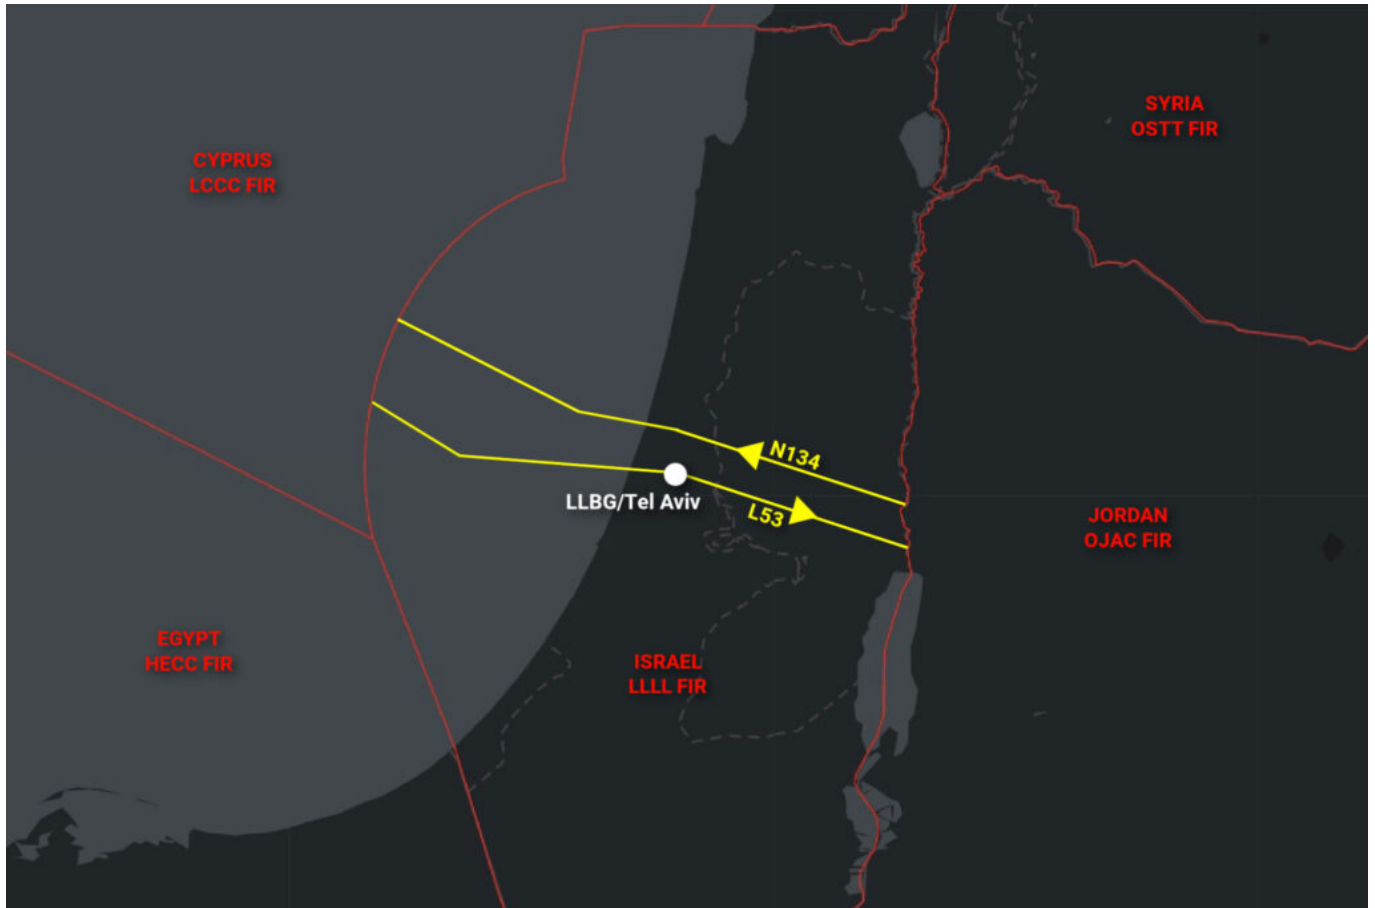 SYRIA
OSTT FIR
CYPRUS
LCCC FIR
N134
LLBG/Tel Aviv
L53
JORDAN
OJAC FIR
EGYPT
HECC FIR
ISRAEL
LLLL FIR